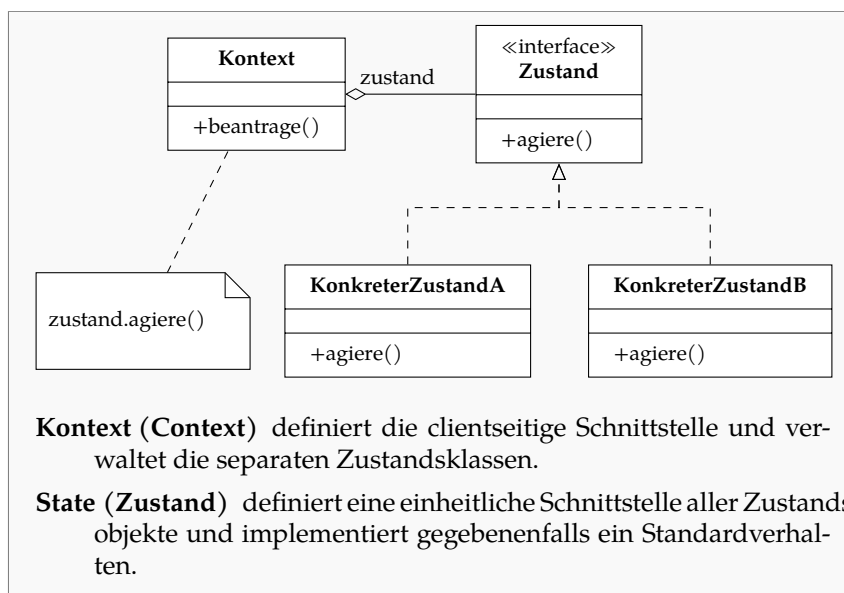 Kontext
+beantrage()
zustand
≪interface≫
Zustand
+agiere()
zustand.agiere()
KonkreterZustandA
+agiere()
KonkreterZustandB
+agiere()
Kontext (Context) definiert die clientseitige Schnittstelle und ver-
waltet die separaten Zustandsklassen.
State (Zustand) definiert eine einheitliche Schnittstelle aller Zustands
objekte und implementiert gegebenenfalls ein Standardverhal-
ten.